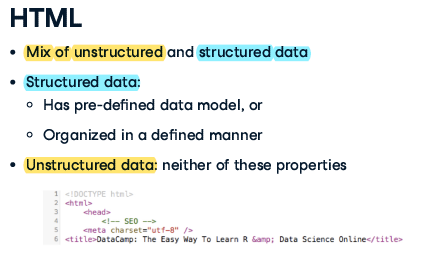 HTML
• Mix of unstructured and structured data
• Structured data:
○ Has pre-defined data model, or
○ Organized in a defined manner
• Unstructured data: neither of these properties
1 <!DOCTYPE html>
2 <html>
3 <head>
4 <!-- SEO -->
5 <meta charset="utf-8" />
6 <title>DataCamp: The Easy Way To Learn R &amp; Data Science Online</title>